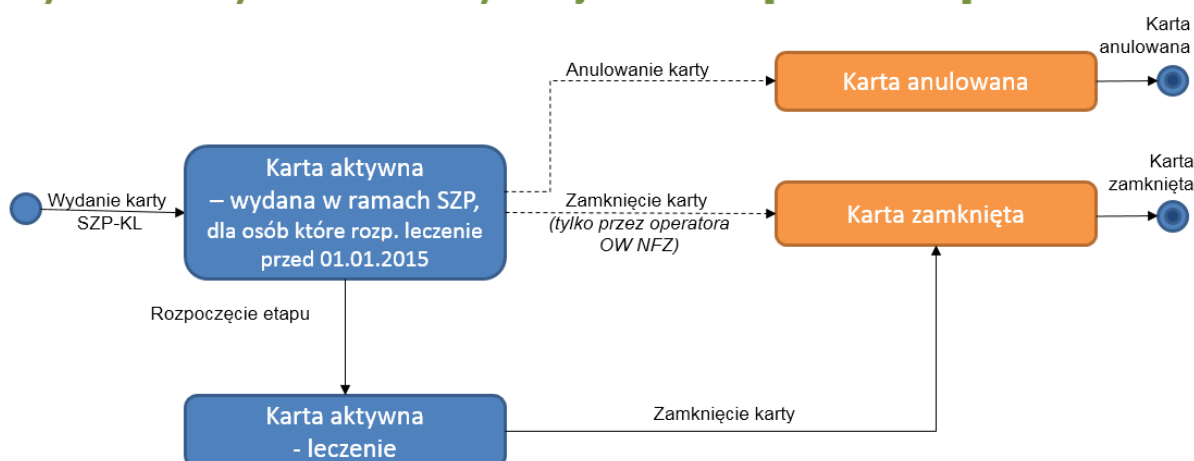 Karta
anulowana
Anulowanie karty
Karta anulowana
Karta aktywna
– wydana w ramach SZP,
dla osób które rozp. leczenie
przed 01.01.2015
Wydanie karty
SZP-KL
Zamknięcie karty
(tylko przez operatora
OW NFZ)
Karta zamknięta
Karta
zamknięta
Rozpoczęcie etapu
Karta aktywna
- leczenie
Zamknięcie karty